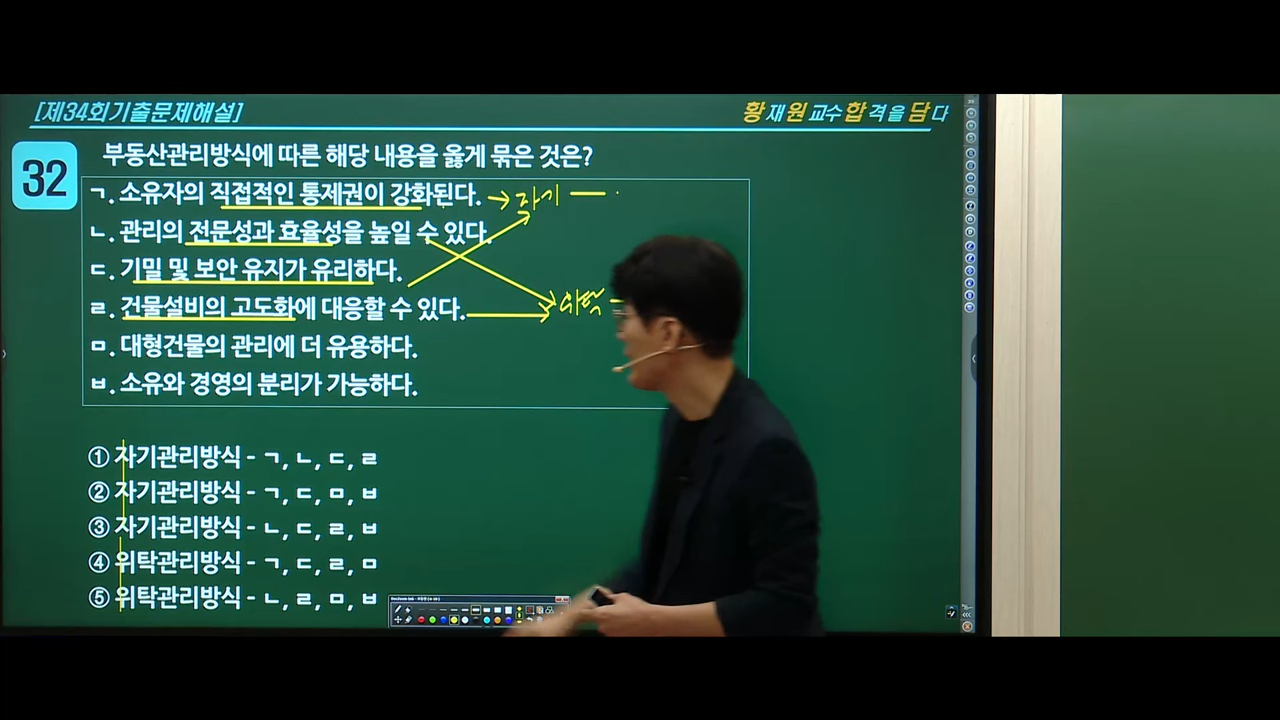 [제34회기출문제해설]
황재원 교수 합격을 담다
32
부동산관리방식에 따른 해당 내용을 옳게 묶은 것은?
ㄱ. 소유자의 직접적인 통제권이 강화된다. → 자기 —
ㄴ. 관리의 전문성과 효율성을 높일 수 있다.
ㄷ. 기밀 및 보안 유지가 유리하다.
ㄹ. 건물설비의 고도화에 대응할 수 있다. 위탁
ㅁ. 대형건물의 관리에 더 유용하다.
ㅂ. 소유와 경영의 분리가 가능하다.
① 자기관리방식 - ㄱ, ㄴ, ㄷ, ㄹ
② 자기관리방식 - ㄱ, ㄷ, ㅁ, ㅂ
③ 자기관리방식 - ㄴ, ㄷ, ㄹ, ㅂ
④ 위탁관리방식 - ㄱ, ㄷ, ㄹ, ㅁ
⑤ 위탁관리방식 - ㄴ, ㄹ, ㅁ, ㅂ